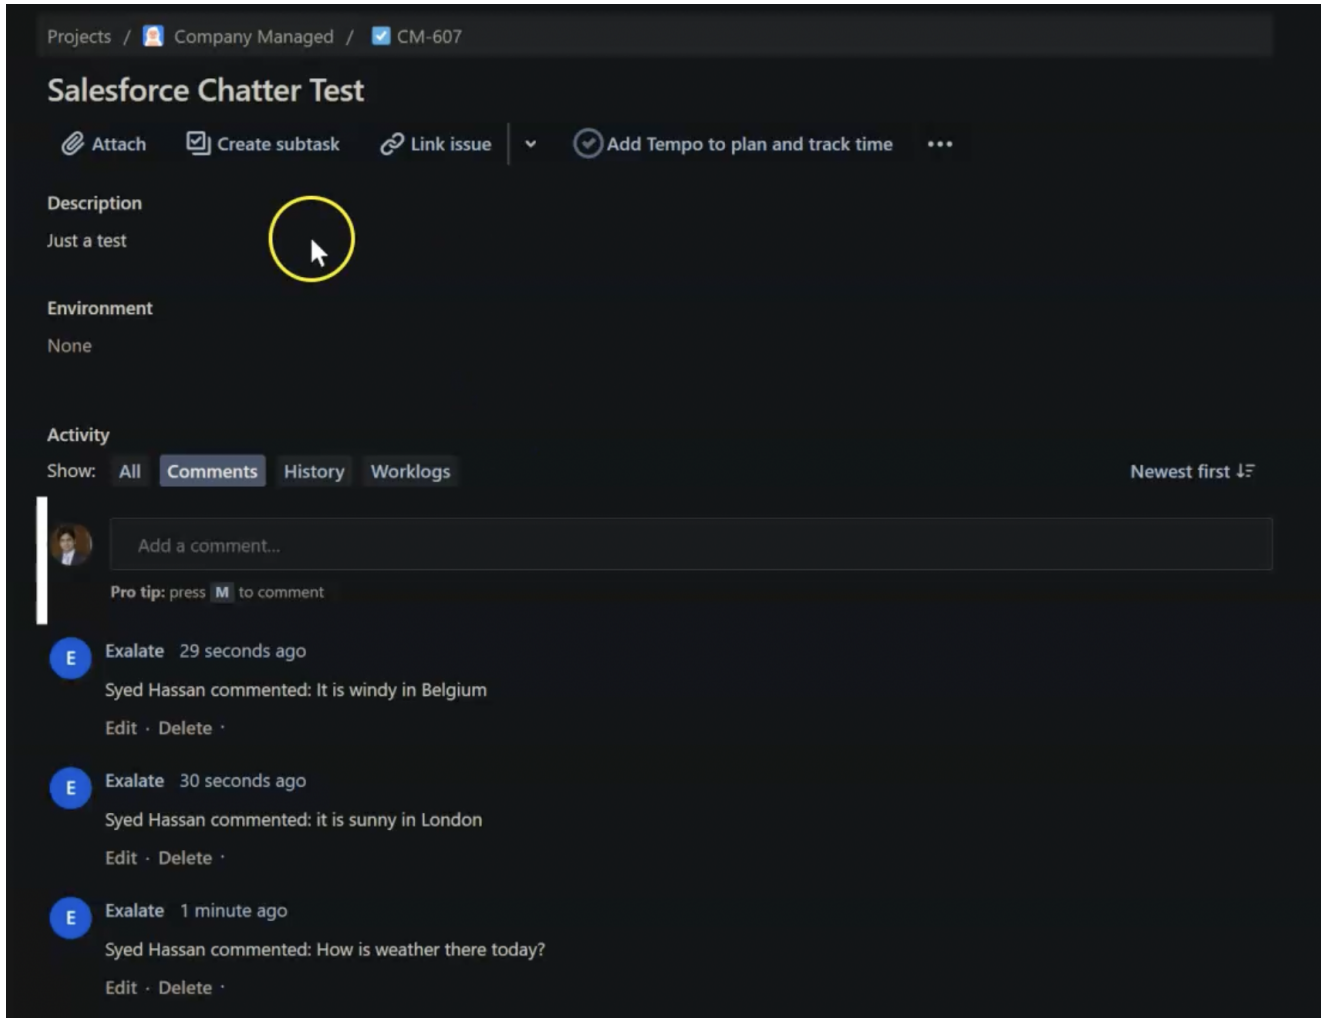 Projects / Company Managed / CM-607
Salesforce Chatter Test
Attach Create subtask Link issue Add Tempo to plan and track time
Description
Just a test
Environment
None
Activity
Show: All Comments History Worklogs Newest first
Add a comment...
Pro tip: press M to comment
E Exalate 29 seconds ago
Syed Hassan commented: It is windy in Belgium
Edit · Delete ·
E Exalate 30 seconds ago
Syed Hassan commented: it is sunny in London
Edit · Delete ·
E Exalate 1 minute ago
Syed Hassan commented: How is weather there today?
Edit · Delete ·